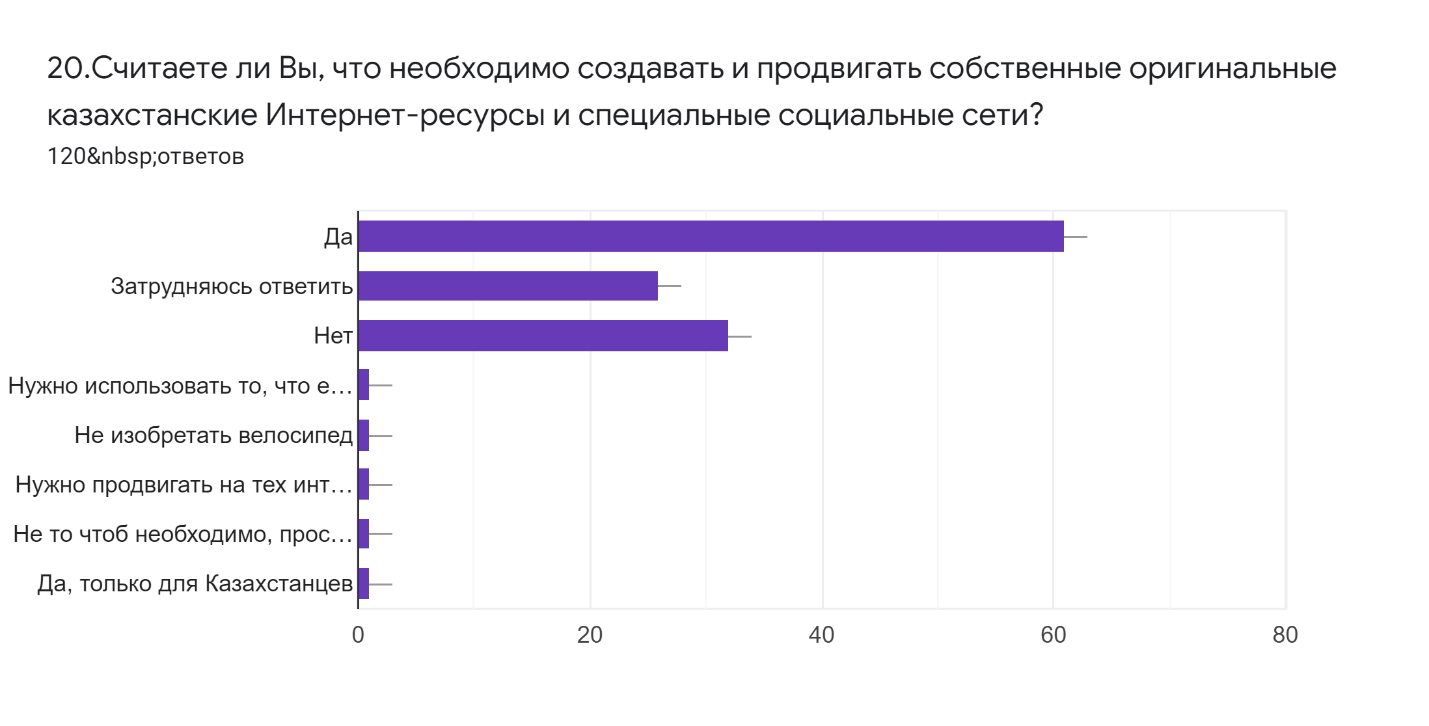 20.Считаете ли Вы, что необходимо создавать и продвигать собственные оригинальные
казахстанские Интернет-ресурсы и специальные социальные сети?
120&nbsp;ответов
Да
Затрудняюсь ответить
Нет
Нужно использовать то, что е…
Не изобретать велосипед
Нужно продвигать на тех инт…
Не то чтоб необходимо, прос…
Да, только для Казахстанцев
0 20 40 60 80